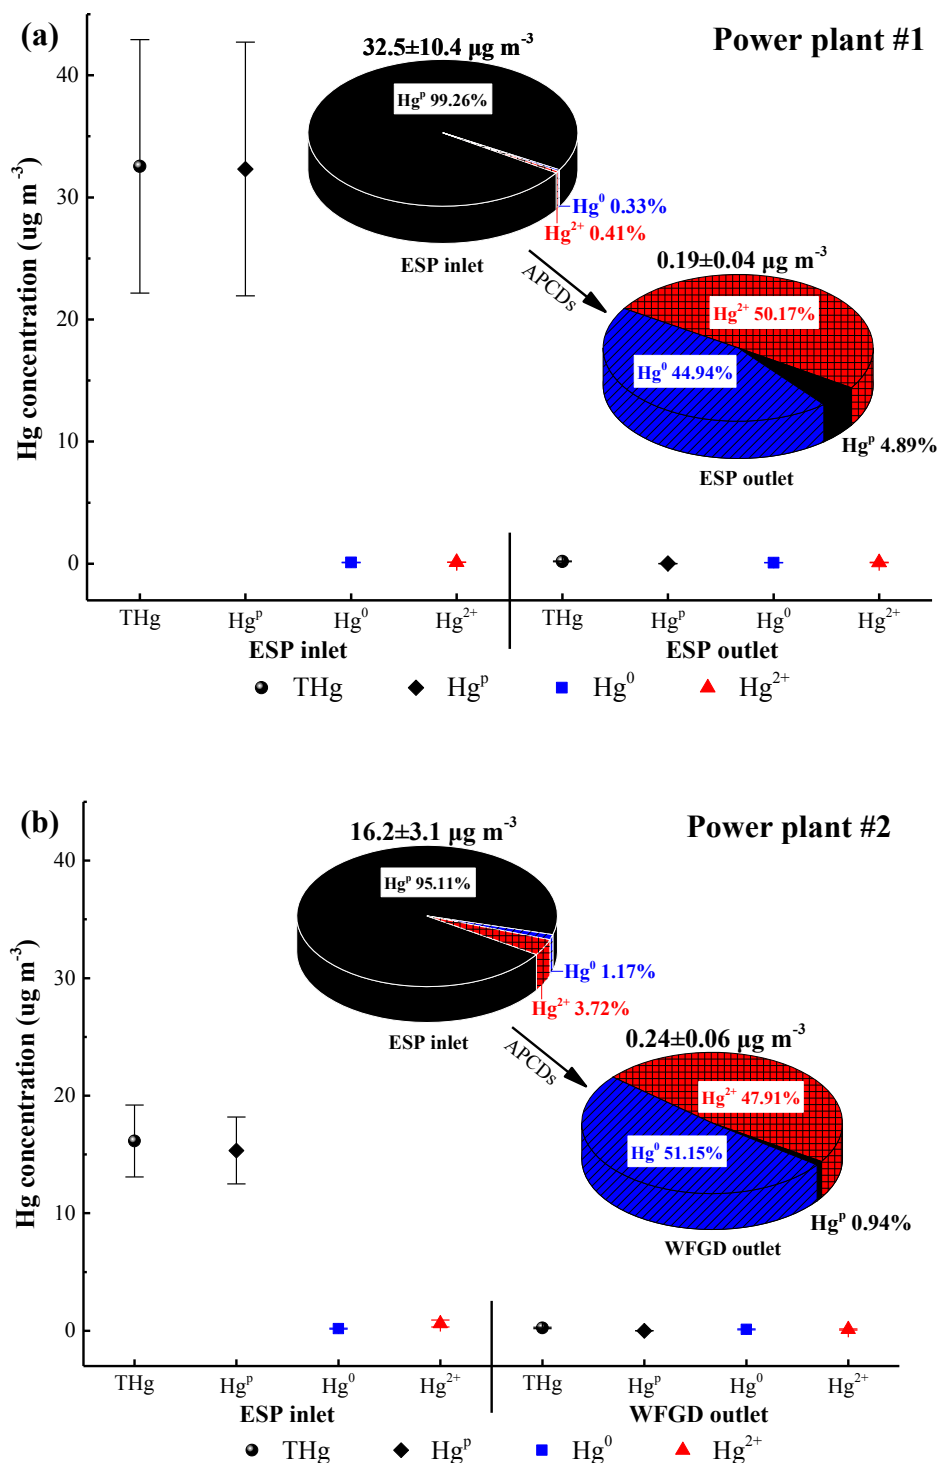 (a)
Power plant #1
32.5±10.4 μg m⁻³
Hgᵖ 99.26%
Hg⁰ 0.33%
Hg²⁺ 0.41%
ESP inlet
APCDs
0.19±0.04 μg m⁻³
Hg²⁺ 50.17%
Hg⁰ 44.94%
Hgᵖ 4.89%
ESP outlet
Hg concentration (ug m⁻³)
40
30
20
10
0
THg Hgᵖ Hg⁰ Hg²⁺ THg Hgᵖ Hg⁰ Hg²⁺
ESP inlet ESP outlet
THg Hgᵖ Hg⁰ Hg²⁺
(b)
Power plant #2
16.2±3.1 μg m⁻³
Hgᵖ 95.11%
Hg⁰ 1.17%
Hg²⁺ 3.72%
ESP inlet
APCDs
0.24±0.06 μg m⁻³
Hg²⁺ 47.91%
Hg⁰ 51.15%
Hgᵖ 0.94%
WFGD outlet
Hg concentration (ug m⁻³)
40
30
20
10
0
THg Hgᵖ Hg⁰ Hg²⁺ THg Hgᵖ Hg⁰ Hg²⁺
ESP inlet WFGD outlet
THg Hgᵖ Hg⁰ Hg²⁺